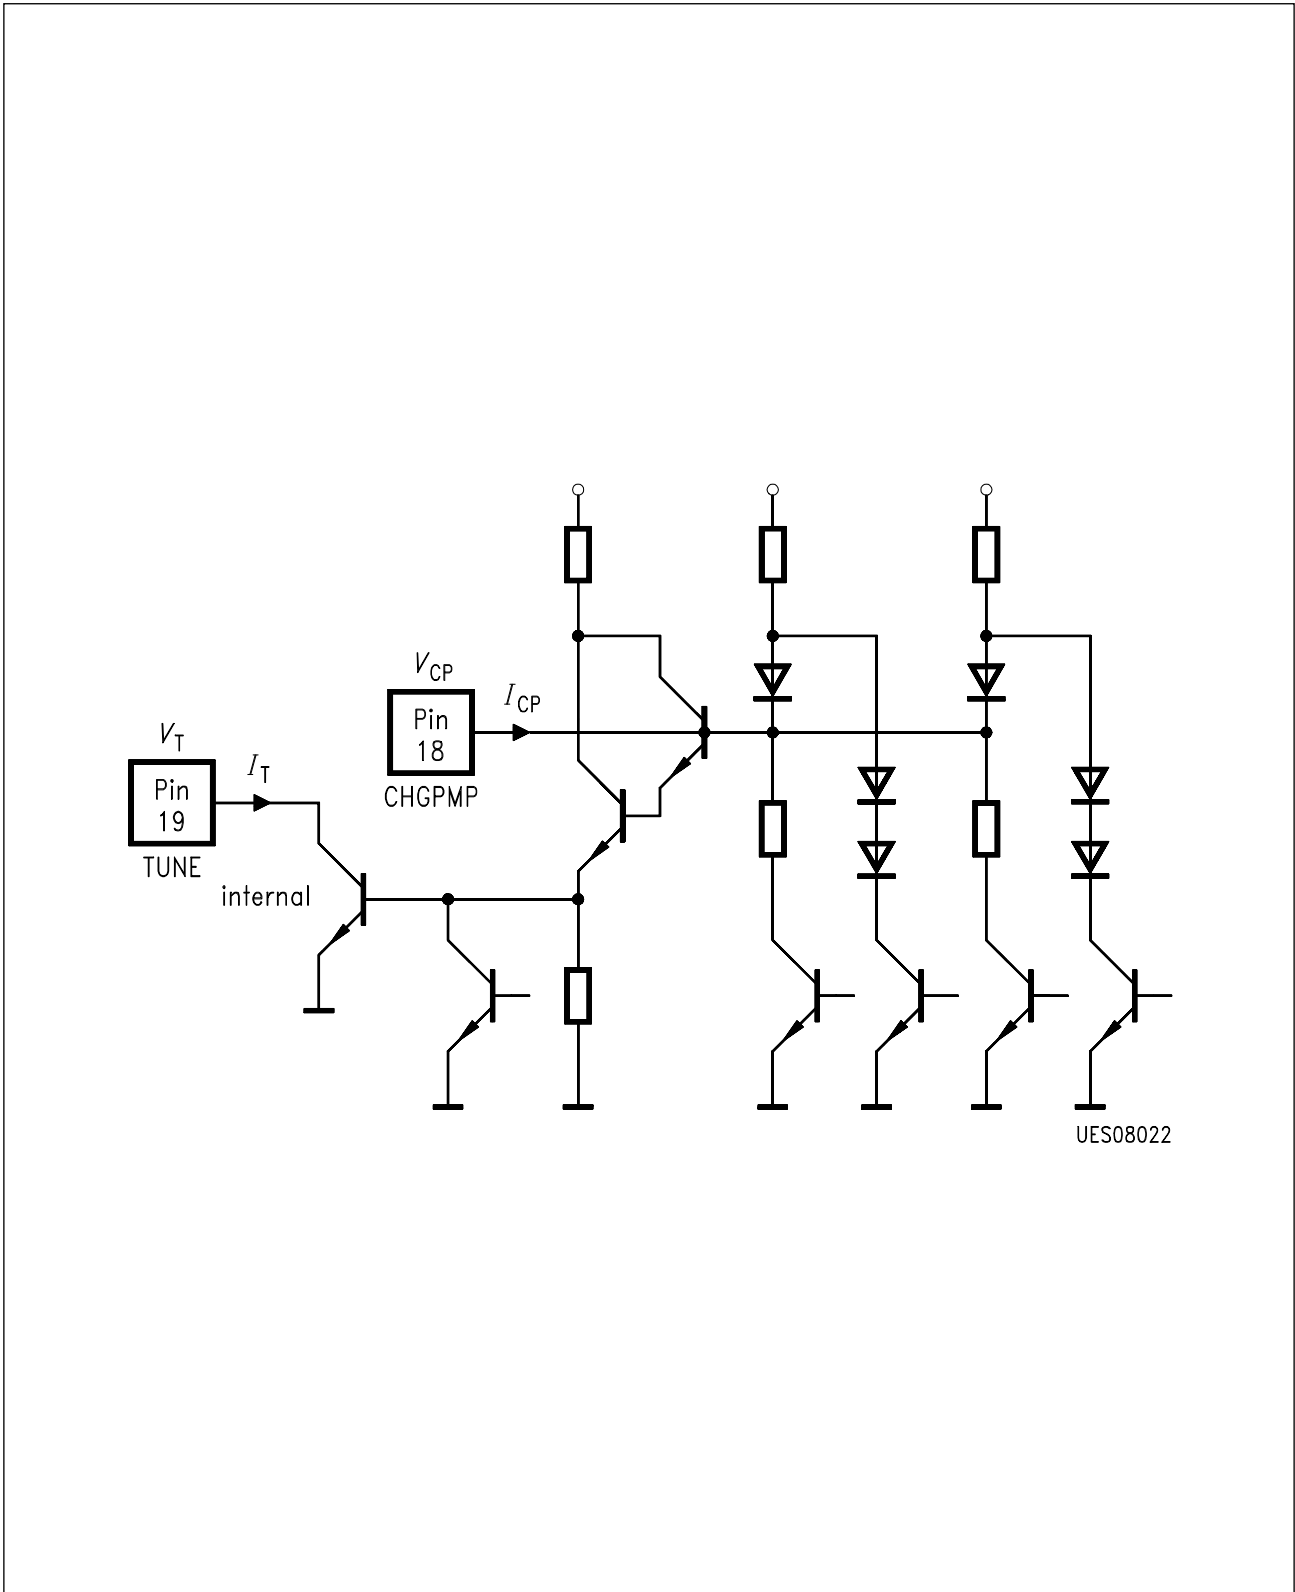 V_CP
Pin
18
I_CP
CHGPMP
V_T
Pin
19
I_T
TUNE
internal
UES08022